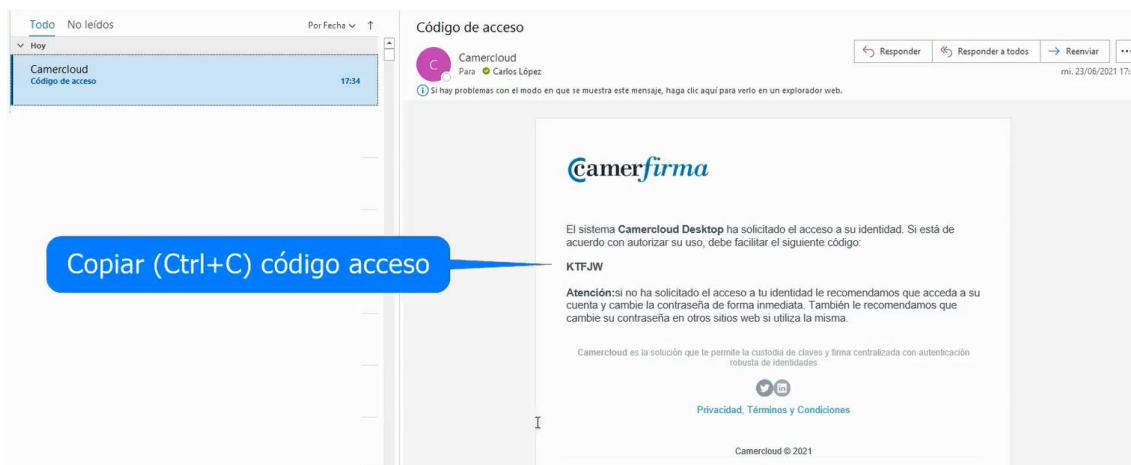 Todo No leídos Por Fecha ↑
Hoy
Camercloud
Código de acceso 17:34
Código de acceso
C
Camercloud
Para Carlos López
Responder Responder a todos Reenviar ...
mi. 23/06/2021 17:
Si hay problemas con el modo en que se muestra este mensaje, haga clic aquí para verlo en un explorador web.
camerfirma
El sistema Camercloud Desktop ha solicitado el acceso a su identidad. Si está de
acuerdo con autorizar su uso, debe facilitar el siguiente código:
Copiar (Ctrl+C) código acceso
KTFJW
Atención:si no ha solicitado el acceso a tu identidad le recomendamos que acceda a su
cuenta y cambie la contraseña de forma inmediata. También le recomendamos que
cambie su contraseña en otros sitios web si utiliza la misma.
Camercloud es la solución que te permite la custodia de claves y firma centralizada con autenticación
robusta de identidades
in
Privacidad, Términos y Condiciones
Camercloud © 2021